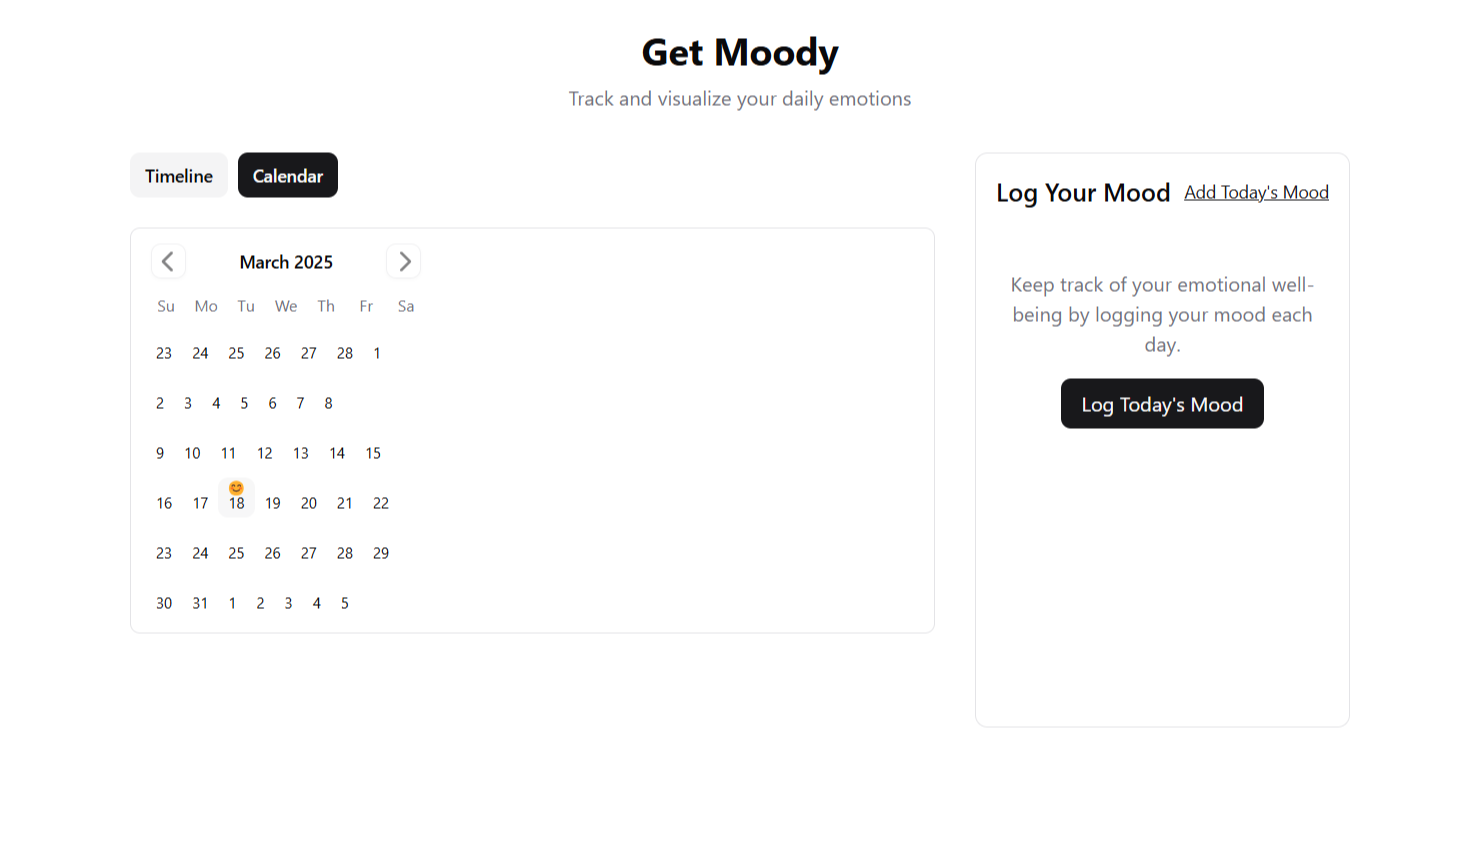 Get Moody
Track and visualize your daily emotions
Timeline Calendar
March 2025
Su Mo Tu We Th Fr Sa
23 24 25 26 27 28 1
2 3 4 5 6 7 8
9 10 11 12 13 14 15
16 17 18 19 20 21 22
23 24 25 26 27 28 29
30 31 1 2 3 4 5
Log Your Mood Add Today's Mood
Keep track of your emotional well-
being by logging your mood each
day.
Log Today's Mood